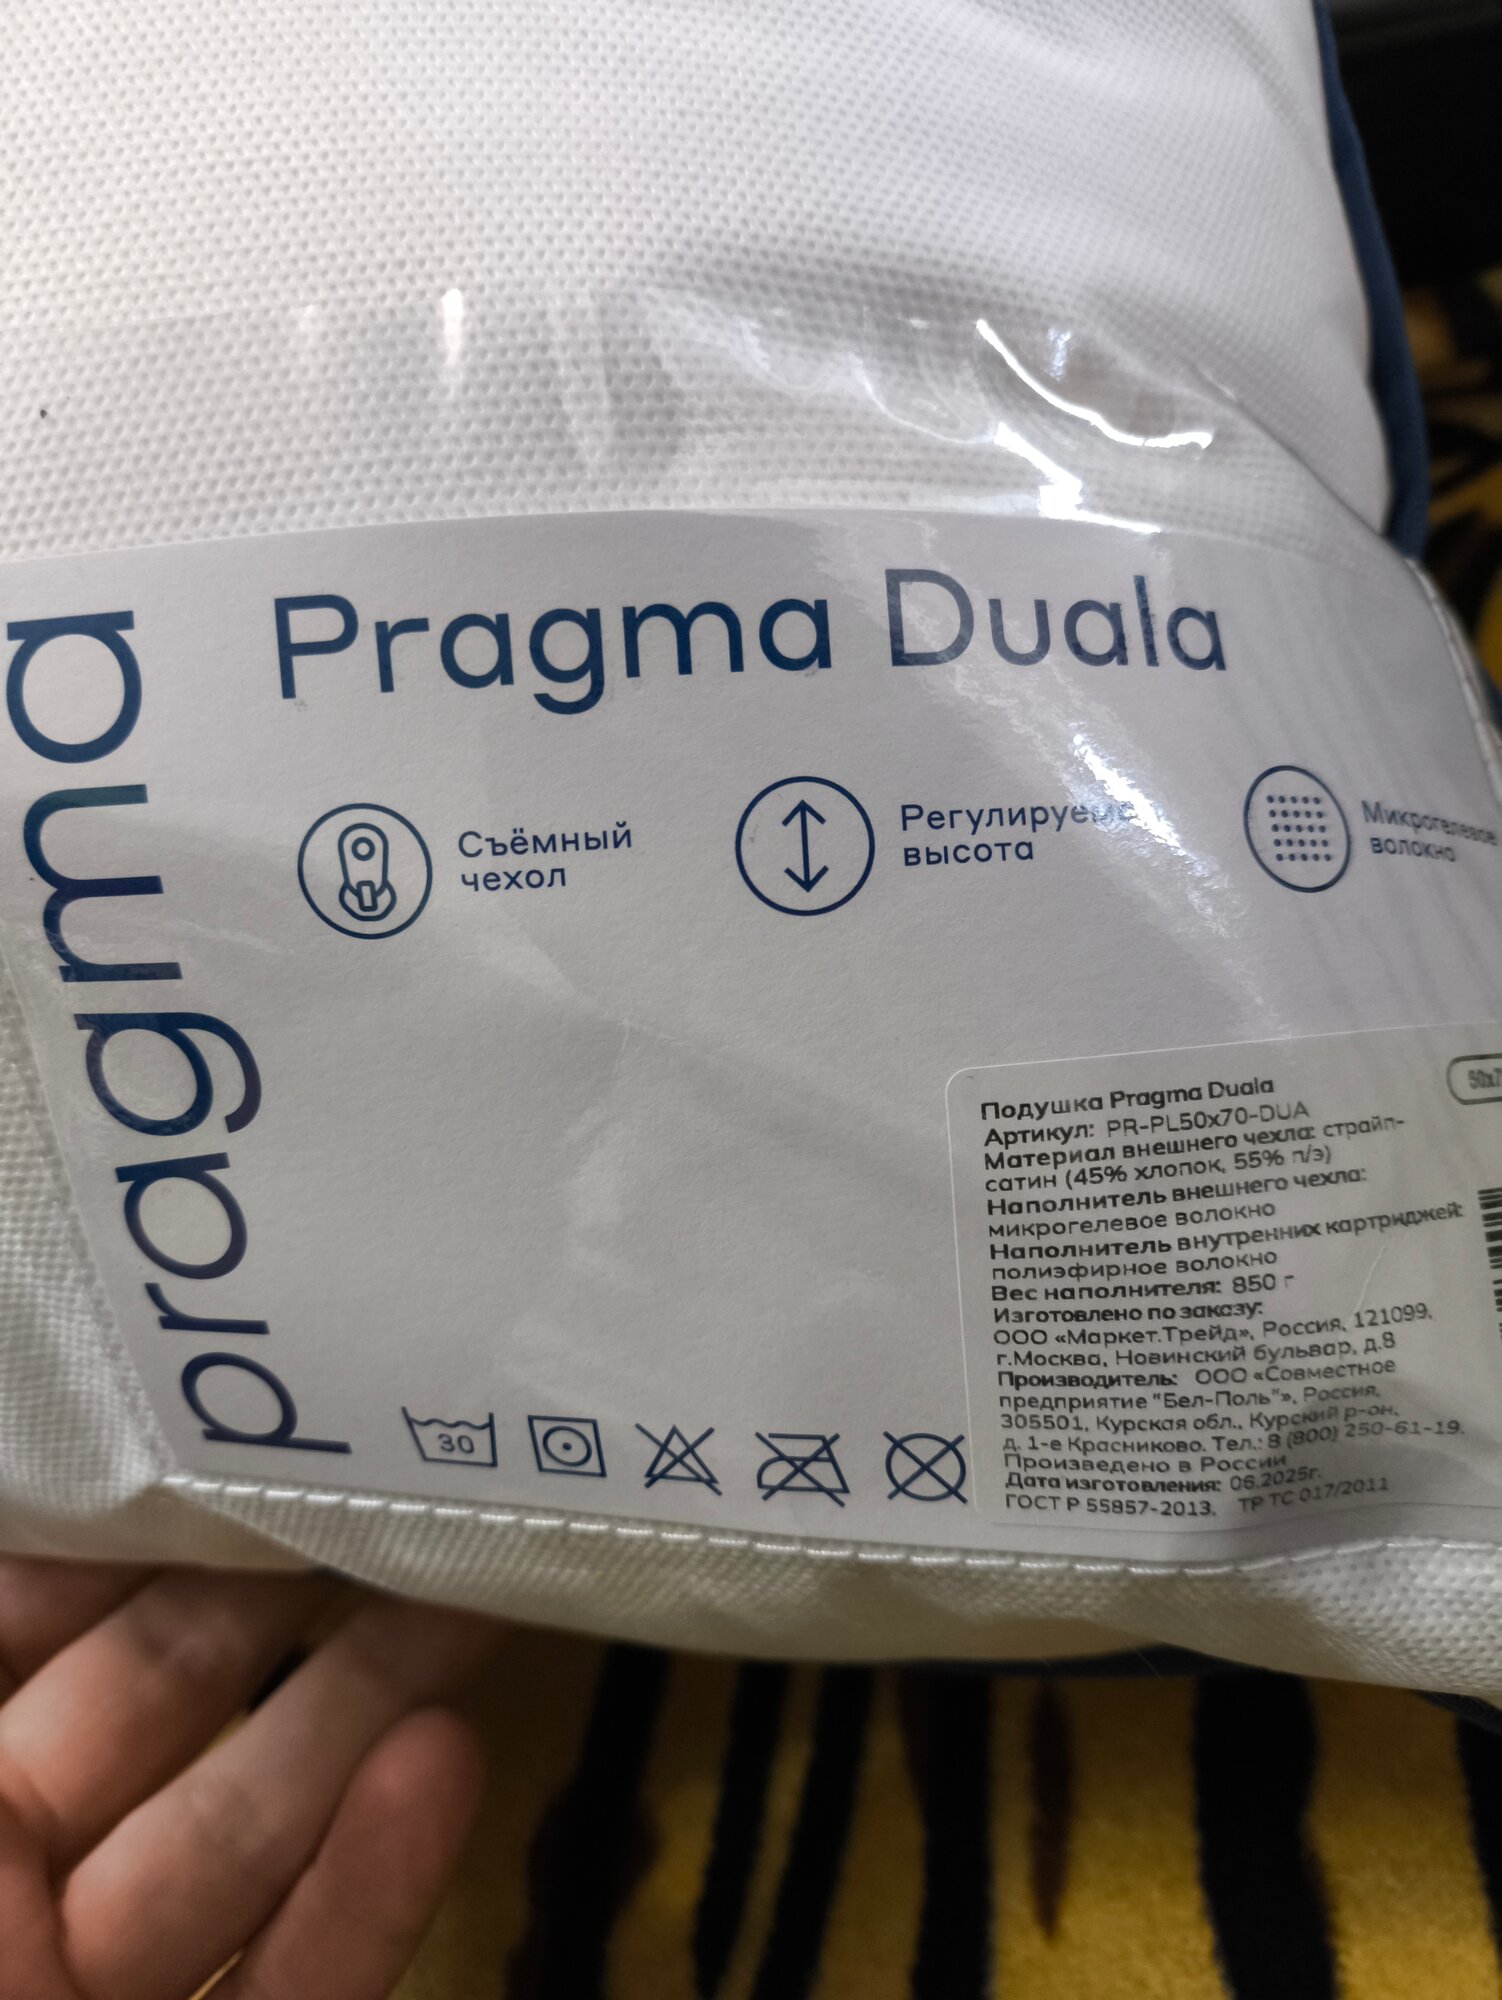 pragma
Pragma Duala
Съёмный
чехол
Регулируемая
высота
Микрогелевое
волокно
30
50x7
Подушка Pragma Duala
Артикул: PR-PL50x70-DUA
Материал внешнего чехла: страйп-
сатин (45% хлопок, 55% п/э)
Наполнитель внешнего чехла:
микрогелевое волокно
Наполнитель внутренних картриджей:
полиэфирное волокно
Вес наполнителя: 850 г
Изготовлено по заказу:
ООО «Маркет.Трейд», Россия, 121099,
г.Москва, Новинский бульвар, д.8
Производитель: ООО «Совместное
предприятие "Бел-Поль"», Россия,
305501, Курская обл., Курский р-он,
д. 1-е Красниково. Тел.: 8 (800) 250-61-19.
Произведено в России
Дата изготовления: 06.2025г.
ГОСТ Р 55857-2013. ТР ТС 017/2011